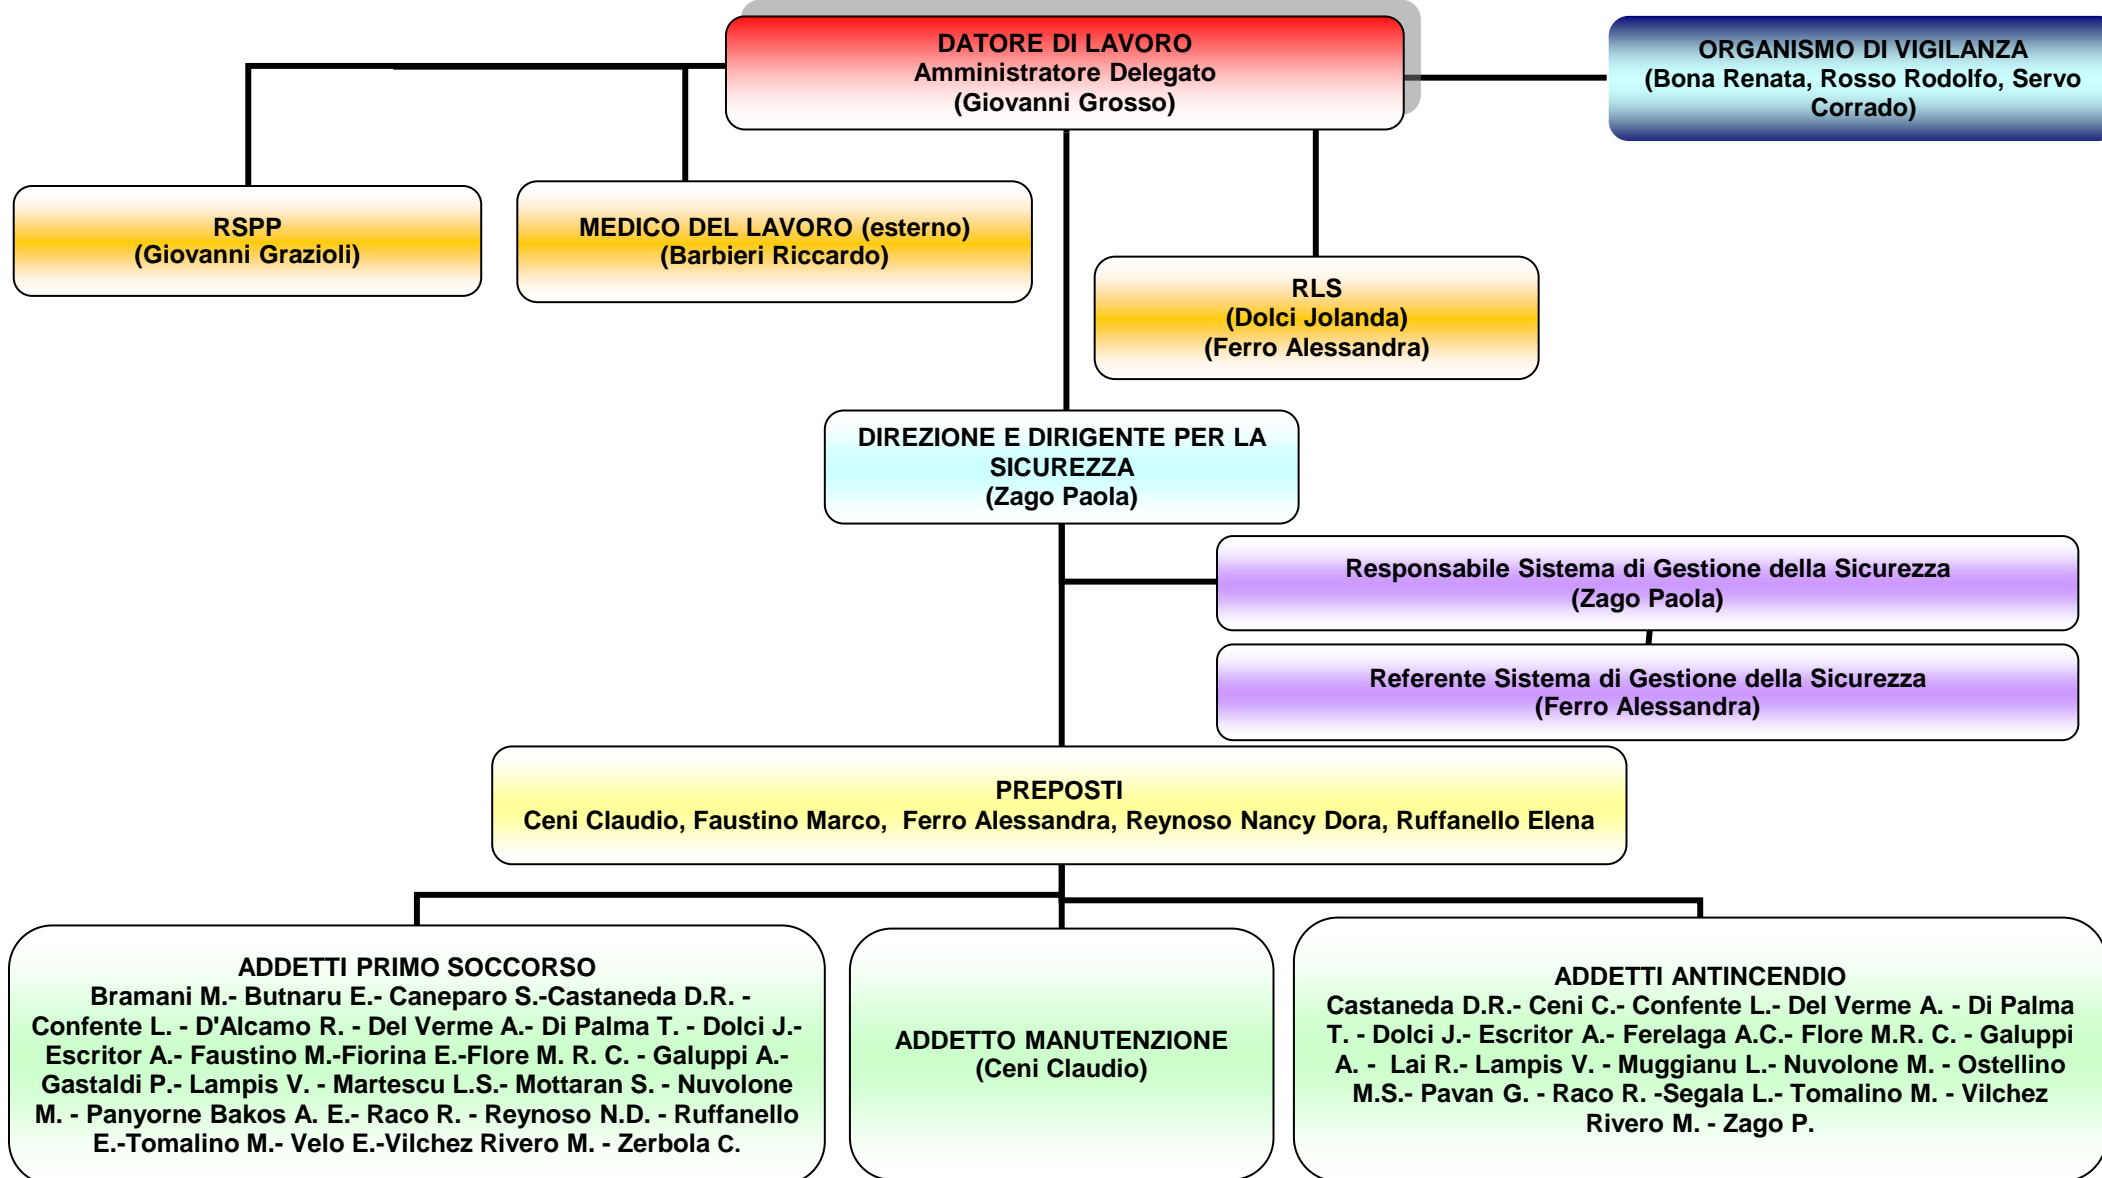 DATORE DI LAVORO
Amministratore Delegato
(Giovanni Grosso)
ORGANISMO DI VIGILANZA
(Bona Renata, Rosso Rodolfo, Servo
Corrado)
RSPP
(Giovanni Grazioli)
MEDICO DEL LAVORO (esterno)
(Barbieri Riccardo)
RLS
(Dolci Jolanda)
(Ferro Alessandra)
DIREZIONE E DIRIGENTE PER LA
SICUREZZA
(Zago Paola)
Responsabile Sistema di Gestione della Sicurezza
(Zago Paola)
Referente Sistema di Gestione della Sicurezza
(Ferro Alessandra)
PREPOSTI
Ceni Claudio, Faustino Marco,  Ferro Alessandra, Reynoso Nancy Dora, Ruffanello Elena
ADDETTI PRIMO SOCCORSO
Bramani M.- Butnaru E.- Caneparo S.-Castaneda D.R. -
Confente L. - D'Alcamo R. - Del Verme A.- Di Palma T. - Dolci J.-
Escritor A.- Faustino M.-Fiorina E.-Flore M. R. C. - Galuppi A.-
Gastaldi P.- Lampis V. - Martescu L.S.- Mottaran S. - Nuvolone
M. - Panyorne Bakos A. E.- Raco R. - Reynoso N.D. - Ruffanello
E.-Tomalino M.- Velo E.-Vilchez Rivero M. - Zerbola C.
ADDETTO MANUTENZIONE
(Ceni Claudio)
ADDETTI ANTINCENDIO
Castaneda D.R.- Ceni C.- Confente L.- Del Verme A. - Di Palma
T. - Dolci J.- Escritor A.- Ferelaga A.C.- Flore M.R. C. - Galuppi
A. -  Lai R.- Lampis V. - Muggianu L.- Nuvolone M. - Ostellino
M.S.- Pavan G. - Raco R. -Segala L.- Tomalino M. - Vilchez
Rivero M. - Zago P.